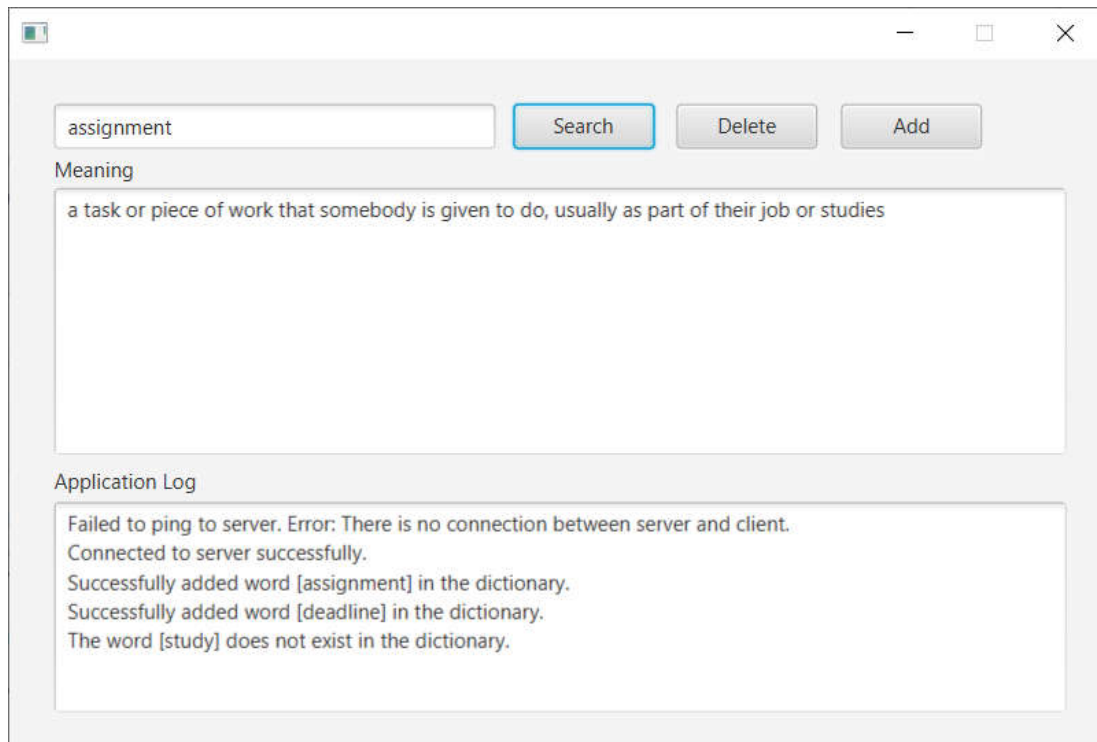 assignment
Search
Delete
Add
Meaning
a task or piece of work that somebody is given to do, usually as part of their job or studies
Application Log
Failed to ping to server. Error: There is no connection between server and client.
Connected to server successfully.
Successfully added word [assignment] in the dictionary.
Successfully added word [deadline] in the dictionary.
The word [study] does not exist in the dictionary.